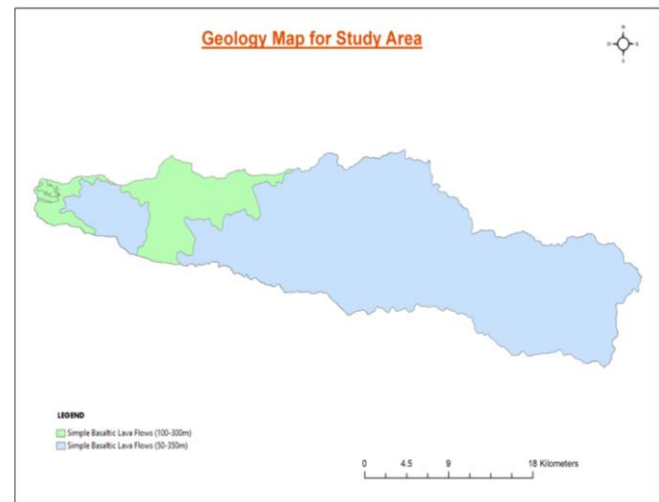 Geology Map for Study Area
N
S
LEGEND
Simple Basaltic Lava Flows (100-300m)
Simple Basaltic Lava Flows (50-350m)
0 4.5 9 18 Kilometers